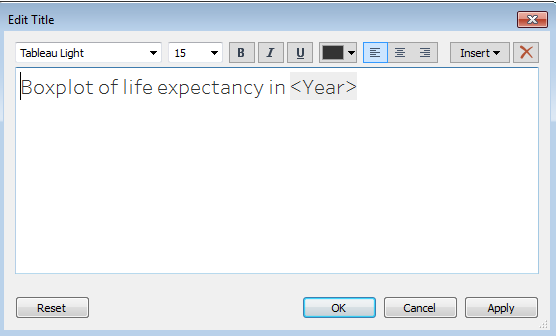 Edit Title
Tableau Light 15 B I U Insert
Boxplot of life expectancy in <Year>
Reset OK Cancel Apply